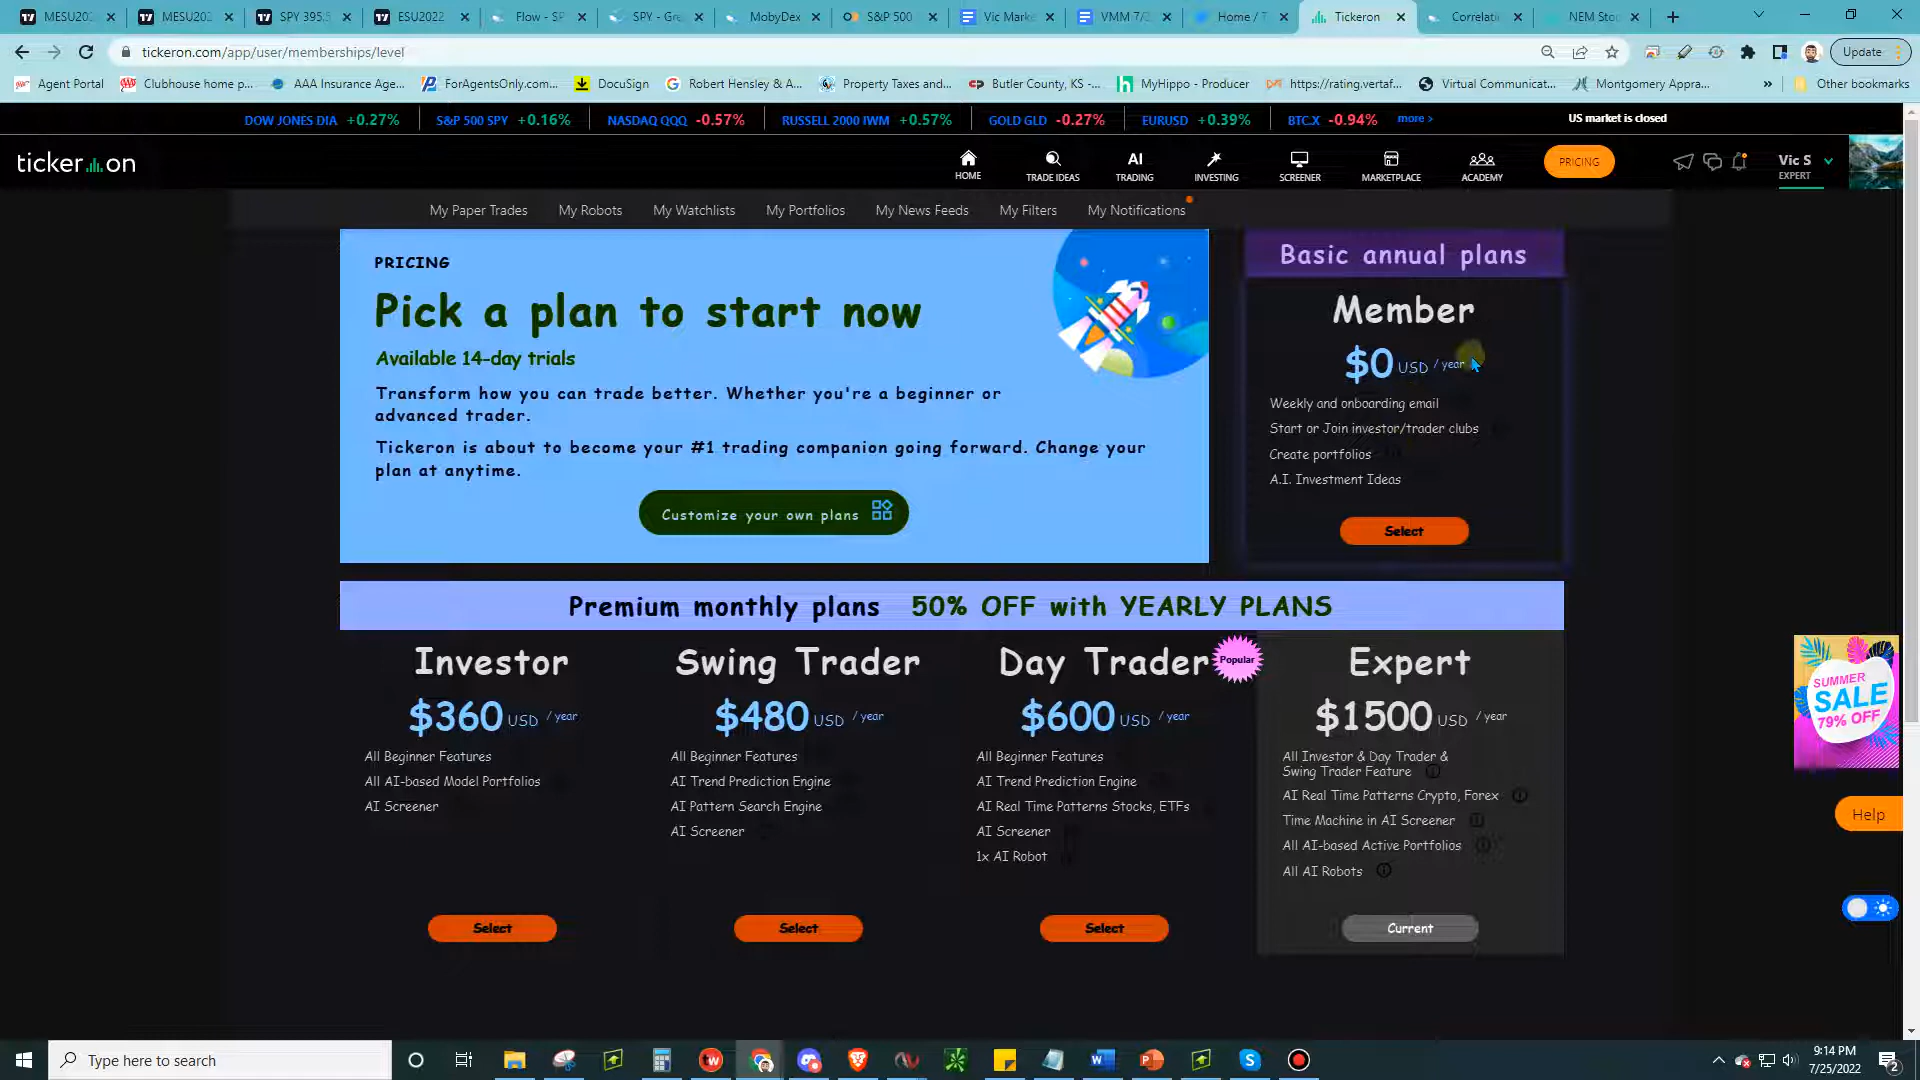 MESU202
MESU202
SPY 395.5
ESU2022
Flow - SP
SPY - Gre
MobyDex
S&P 500
Vic Marke
VMM 7/2
Home / T
Tickeron
Correlati
NEM Stoc
tickeron.com/app/user/memberships/level
Update
Agent Portal
Clubhouse home p...
AAA Insurance Age...
ForAgentsOnly.com...
DocuSign
Robert Hensley & A...
Property Taxes and...
Butler County, KS -...
MyHippo - Producer
https://rating.vertaf...
Virtual Communicat...
Montgomery Appra...
»
Other bookmarks
DOW JONES DIA +0.27%
S&P 500 SPY +0.16%
NASDAQ QQQ -0.57%
RUSSELL 2000 IWM +0.57%
GOLD GLD -0.27%
EURUSD +0.39%
BTC.X -0.94%
more >
US market is closed
tickeron
HOME
TRADE IDEAS
AI
TRADING
INVESTING
SCREENER
MARKETPLACE
ACADEMY
PRICING
Vic S
EXPERT
My Paper Trades
My Robots
My Watchlists
My Portfolios
My News Feeds
My Filters
My Notifications
PRICING
Pick a plan to start now
Available 14-day trials
Transform how you can trade better. Whether you're a beginner or
advanced trader.
Tickeron is about to become your #1 trading companion going forward. Change your
plan at anytime.
Customize your own plans
Basic annual plans
Member
$0 USD / year
Weekly and onboarding email
Start or Join investor/trader clubs
Create portfolios
A.I. Investment Ideas
Select
Premium monthly plans 50% OFF with YEARLY PLANS
Investor
$360 USD / year
All Beginner Features
All AI-based Model Portfolios
AI Screener
Select
Swing Trader
$480 USD / year
All Beginner Features
AI Trend Prediction Engine
AI Pattern Search Engine
AI Screener
Select
Day Trader
Popular
$600 USD / year
All Beginner Features
AI Trend Prediction Engine
AI Real Time Patterns Stocks, ETFs
AI Screener
1x AI Robot
Select
Expert
$1500 USD / year
All Investor & Day Trader &
Swing Trader Feature
AI Real Time Patterns Crypto, Forex
Time Machine in AI Screener
All AI-based Active Portfolios
All AI Robots
Current
SUMMER
SALE
79% OFF
Help
Type here to search
9:14 PM
7/25/2022
2